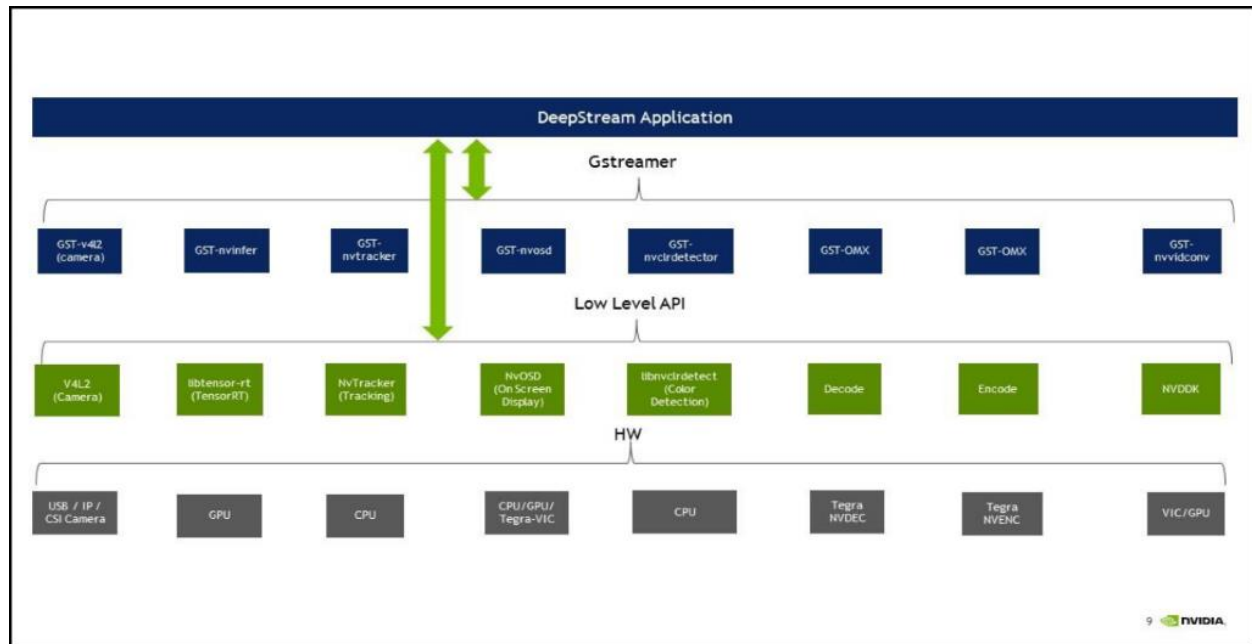 DeepStream Application
Gstreamer
GST-v4l2
(camera)
GST-nvinfer
GST-
nvtracker
GST-nvosd
GST-
nvclrdetector
GST-OMX
GST-OMX
GST-
nvvidconv
Low Level API
V4L2
(Camera)
libtensor-rt
(TensorRT)
NvTracker
(Tracking)
NvOSD
(On Screen
Display)
libnvclrdetect
(Color
Detection)
Decode
Encode
NVDDK
HW
USB / IP /
CSI Camera
GPU
CPU
CPU/GPU/
Tegra-VIC
CPU
Tegra
NVDEC
Tegra
NVENC
VIC/GPU
9 NVIDIA.